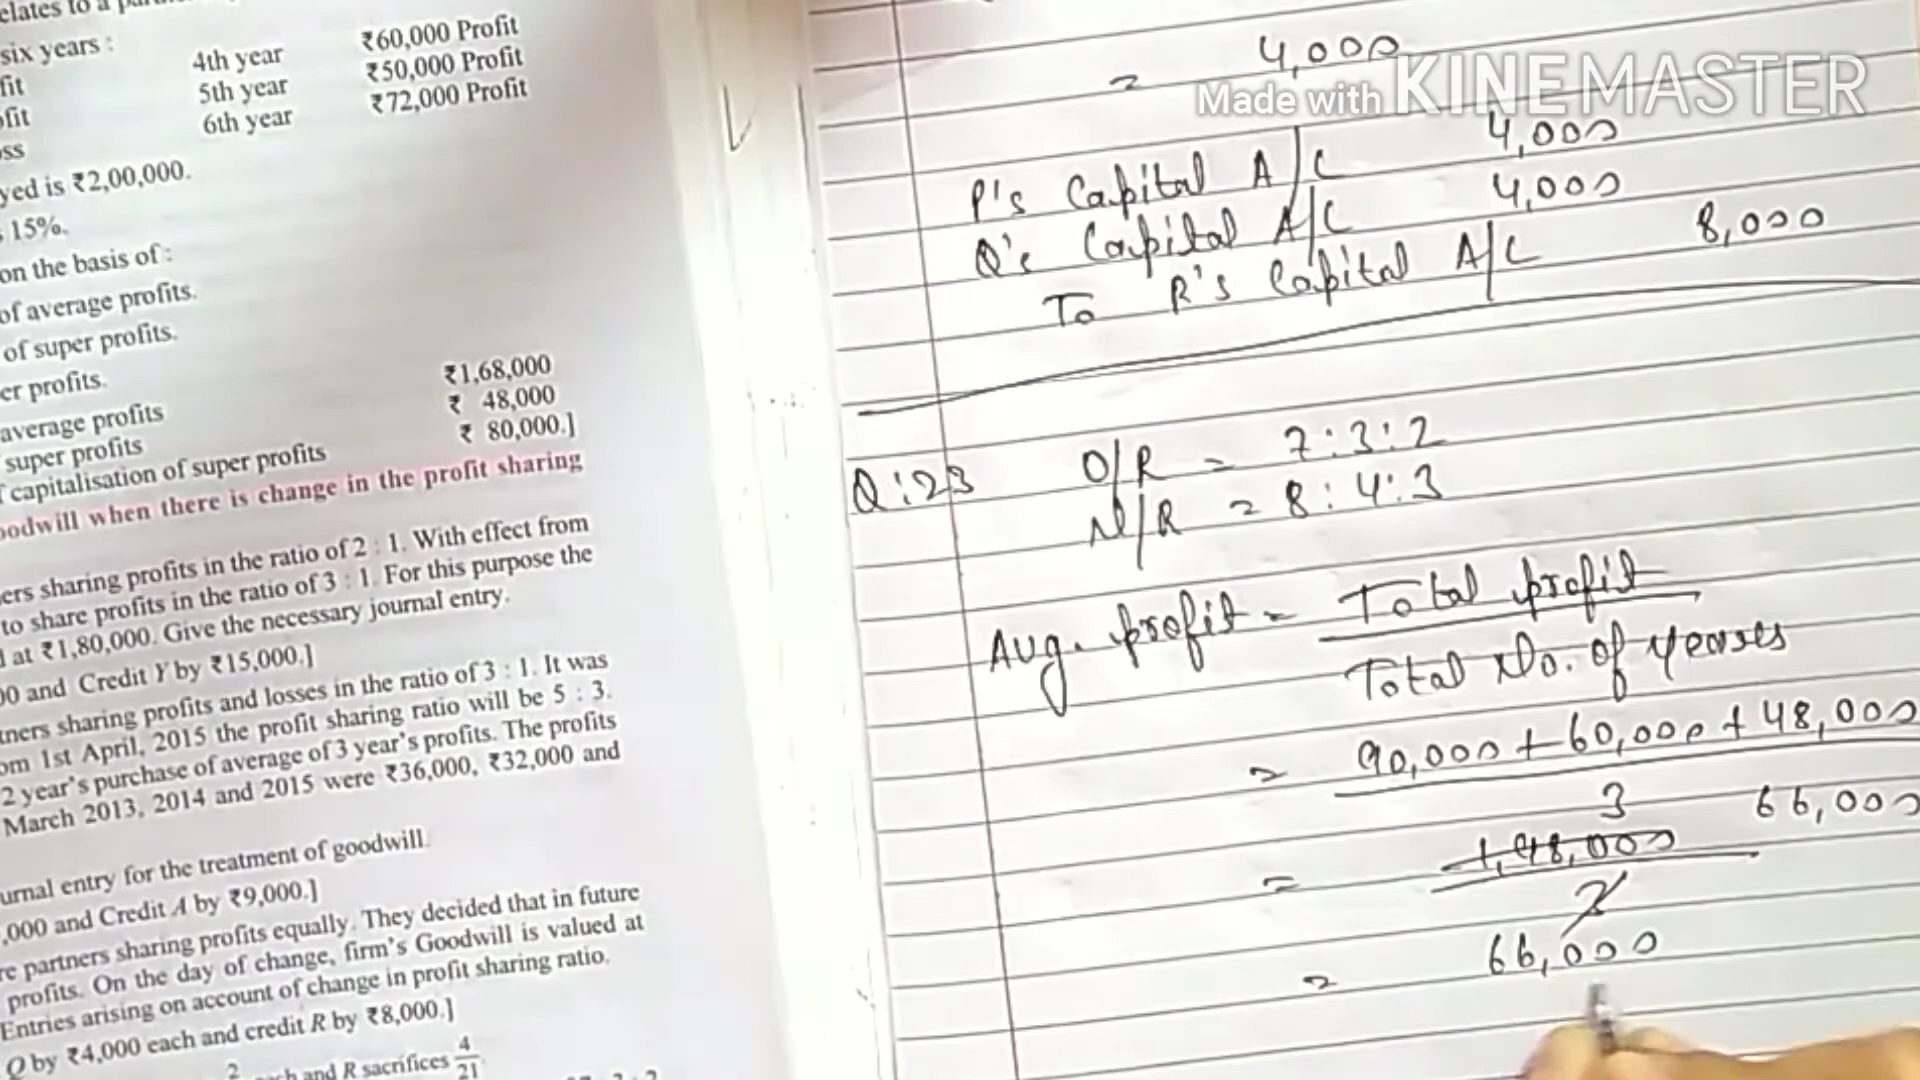 elates to a
six years :
fit 4th year ₹60,000 Profit
ofit 5th year ₹50,000 Profit
oss 6th year ₹72,000 Profit
yed is ₹2,00,000.
15%.
on the basis of :
of average profits.
of super profits.
er profits.
average profits ₹1,68,000
super profits ₹ 48,000
f capitalisation of super profits ₹ 80,000.]
oodwill when there is change in the profit sharing
ers sharing profits in the ratio of 2 : 1. With effect from
to share profits in the ratio of 3 : 1. For this purpose the
d at ₹1,80,000. Give the necessary journal entry.
00 and Credit Y by ₹15,000.]
tners sharing profits and losses in the ratio of 3 : 1. It was
om 1st April, 2015 the profit sharing ratio will be 5 : 3.
2 year's purchase of average of 3 year's profits. The profits
March 2013, 2014 and 2015 were ₹36,000, ₹32,000 and
urnal entry for the treatment of goodwill.
,000 and Credit A by ₹9,000.]
re partners sharing profits equally. They decided that in future
profits. On the day of change, firm's Goodwill is valued at
Entries arising on account of change in profit sharing ratio.
Q by ₹4,000 each and credit R by ₹8,000.]
2 each and R sacrifices 4/21.
= 4,000
Made with KINEMASTER
P's Capital A/C 4,000
Q's Capital A/C 4,000
To R's Capital A/C 8,000
Q:23 O/R = 7:3:2
N/R = 8:4:3
Avg. profit = Total profit
Total No. of years
= 90,000 + 60,000 + 48,000
3
= 1,98,000 66,000
3
= 66,000